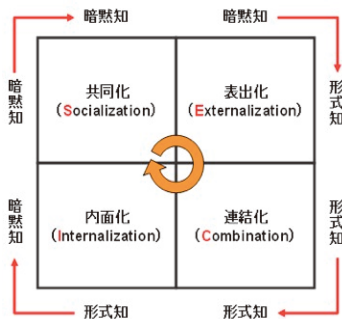 暗黙知
暗黙知
暗黙知
形式知
共同化
(Socialization)
表出化
(Externalization)
内面化
(Internalization)
連結化
(Combination)
暗黙知
形式知
形式知
形式知